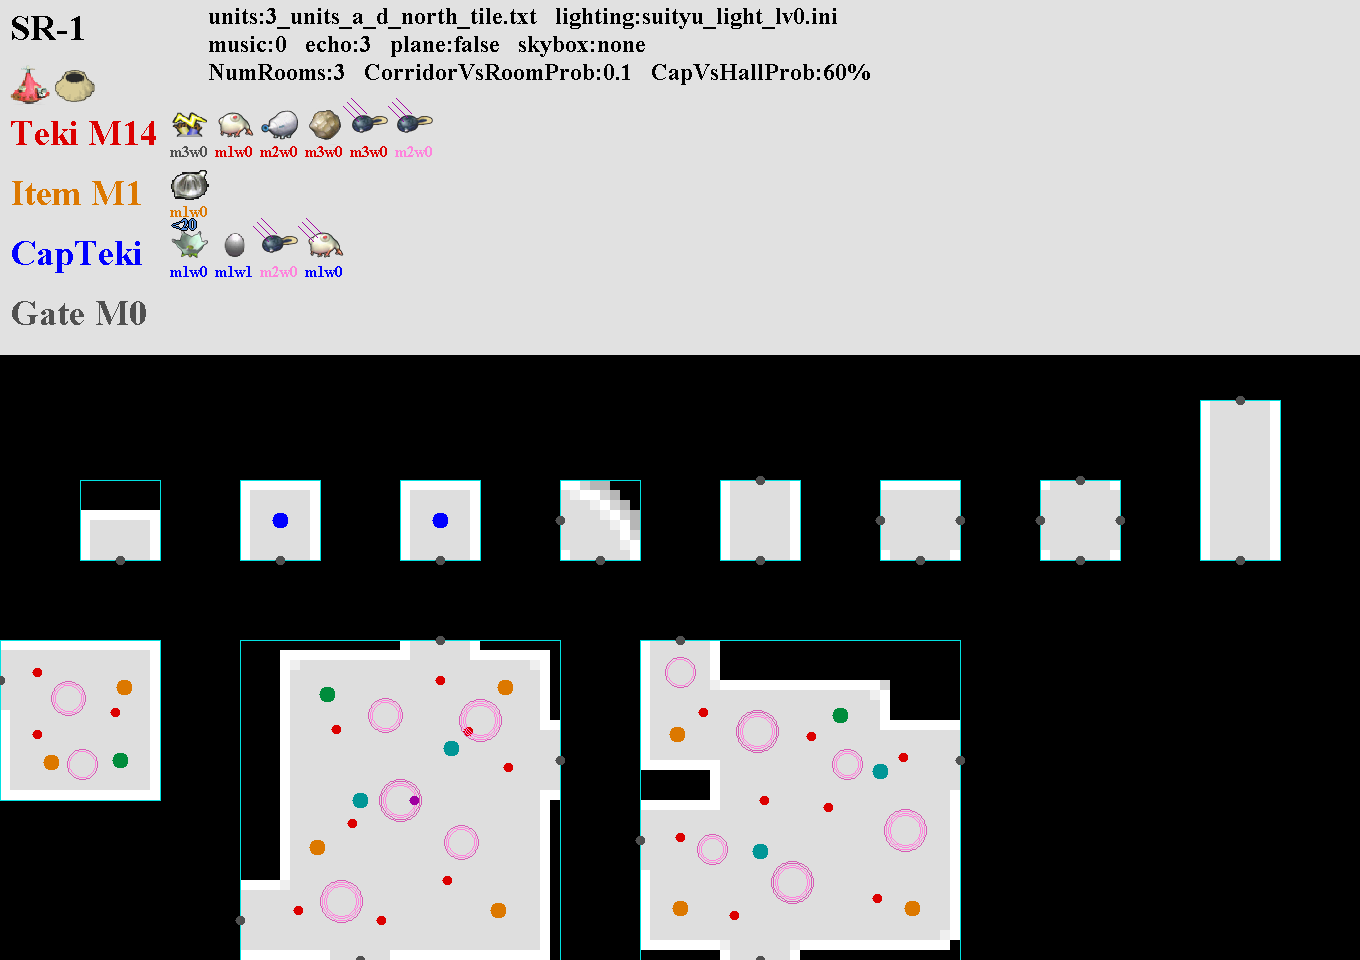 SR-1
units:3_units_a_d_north_tile.txt lighting:suityu_light_lv0.ini
music:0 echo:3 plane:false skybox:none
NumRooms:3 CorridorVsRoomProb:0.1 CapVsHallProb:60%
Teki M14
m3w0 m1w0 m2w0 m3w0 m3w0 m2w0
Item M1
m1w0
<20
CapTeki
m1w0 m1w1 m2w0 m1w0
Gate M0